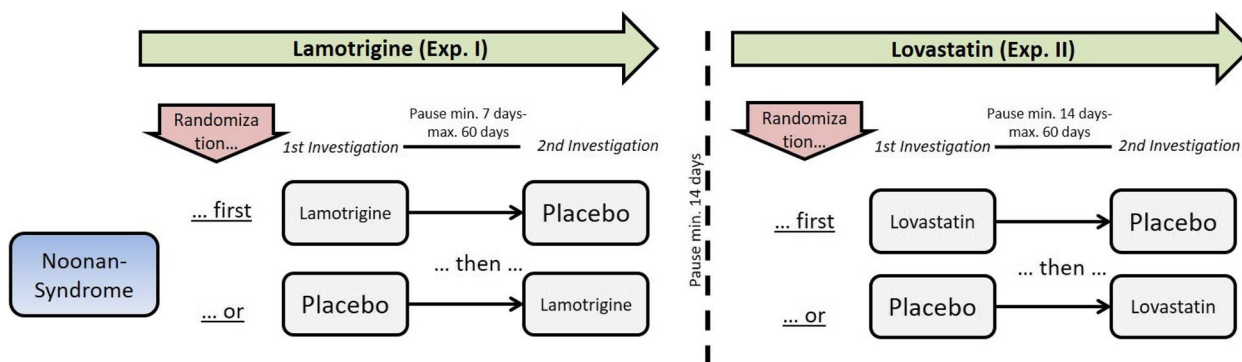 Lamotrigine (Exp. I)
Randomiza
tion...
1st Investigation
Pause min. 7 days-
max. 60 days
2nd Investigation
... first
Lamotrigine
Placebo
Noonan-
Syndrome
... then ...
... or
Placebo
Lamotrigine
Pause min. 14 days
Lovastatin (Exp. II)
Randomiza
tion...
1st Investigation
Pause min. 14 days-
max. 60 days
2nd Investigation
... first
Lovastatin
Placebo
... then ...
... or
Placebo
Lovastatin